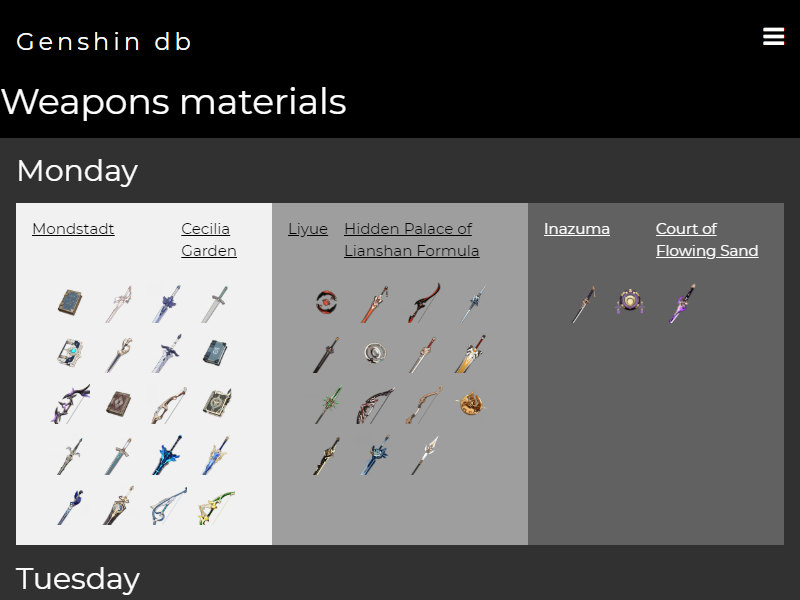 Genshin db
Weapons materials
Monday
Mondstadt
Cecilia
Garden
Liyue
Hidden Palace of
Lianshan Formula
Inazuma
Court of
Flowing Sand
Tuesday